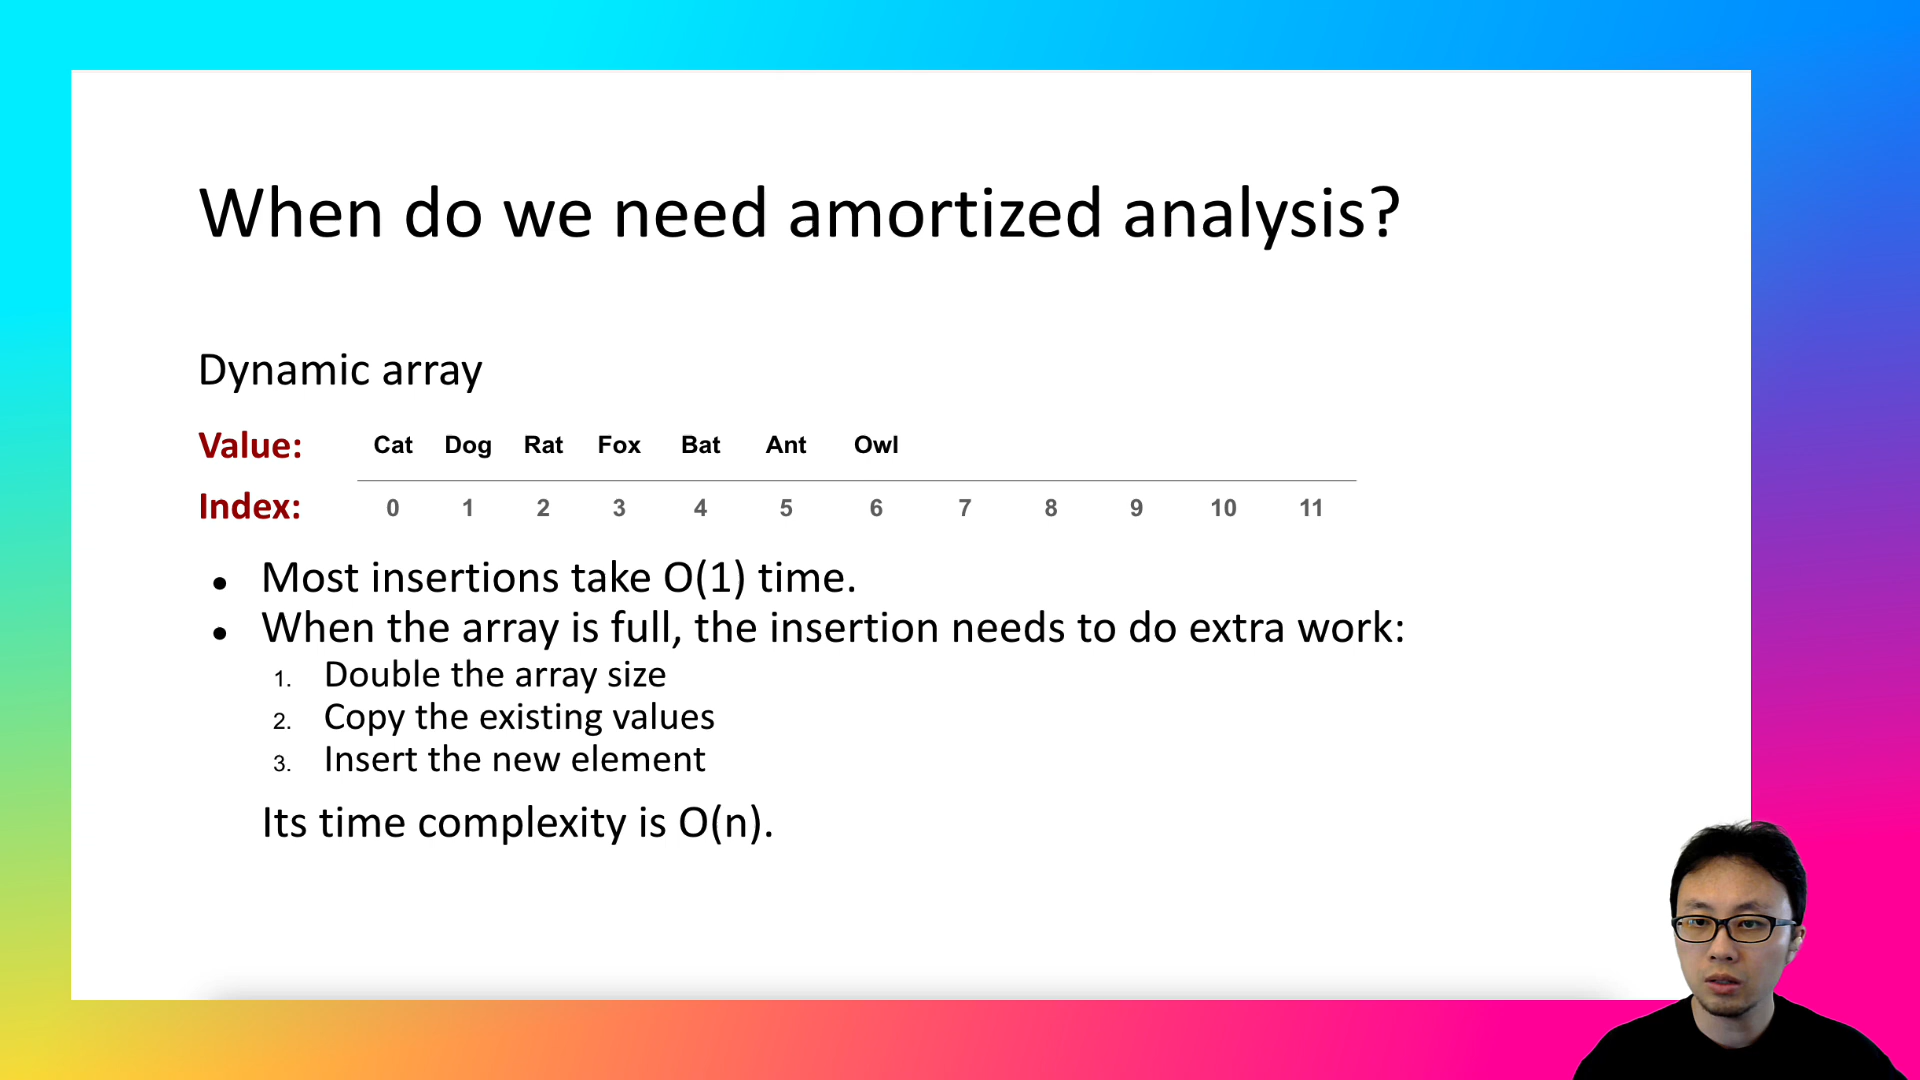 When do we need amortized analysis?
Dynamic array
Value: Cat Dog Rat Fox Bat Ant Owl
Index: 0 1 2 3 4 5 6 7 8 9 10 11
● Most insertions take O(1) time.
● When the array is full, the insertion needs to do extra work:
1. Double the array size
2. Copy the existing values
3. Insert the new element
Its time complexity is O(n).